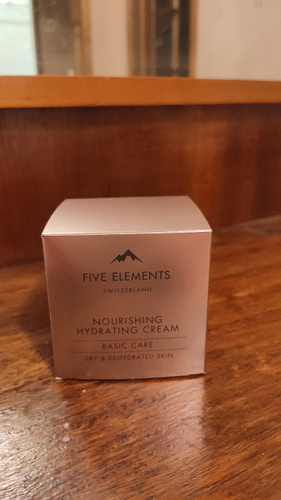 FIVE ELEMENTS
SWITZERLAND
NOURISHING
HYDRATING CREAM
BASIC CARE
DRY & DEHYDRATED SKIN